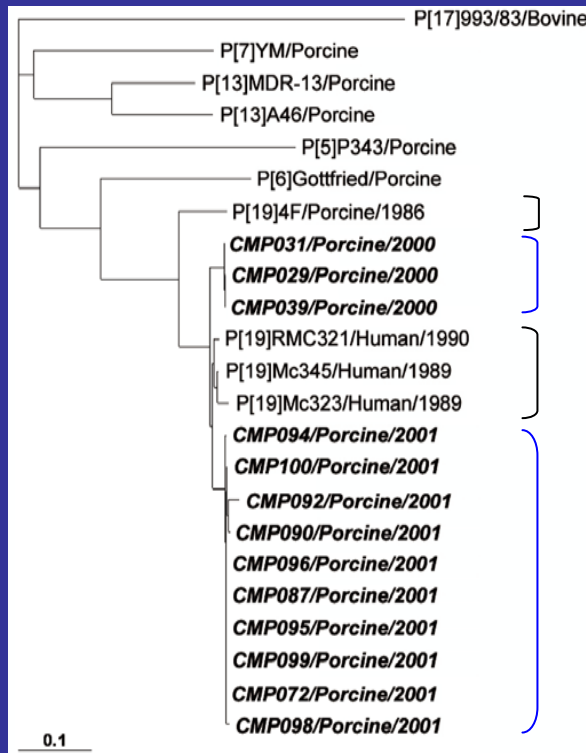 P[17]993/83/Bovine
P[7]YM/Porcine
P[13]MDR-13/Porcine
P[13]A46/Porcine
P[5]P343/Porcine
P[6]Gottfried/Porcine
P[19]4F/Porcine/1986
CMP031/Porcine/2000
CMP029/Porcine/2000
CMP039/Porcine/2000
P[19]RMC321/Human/1990
P[19]Mc345/Human/1989
P[19]Mc323/Human/1989
CMP094/Porcine/2001
CMP100/Porcine/2001
CMP092/Porcine/2001
CMP090/Porcine/2001
CMP096/Porcine/2001
CMP087/Porcine/2001
CMP095/Porcine/2001
CMP099/Porcine/2001
CMP072/Porcine/2001
CMP098/Porcine/2001
0.1